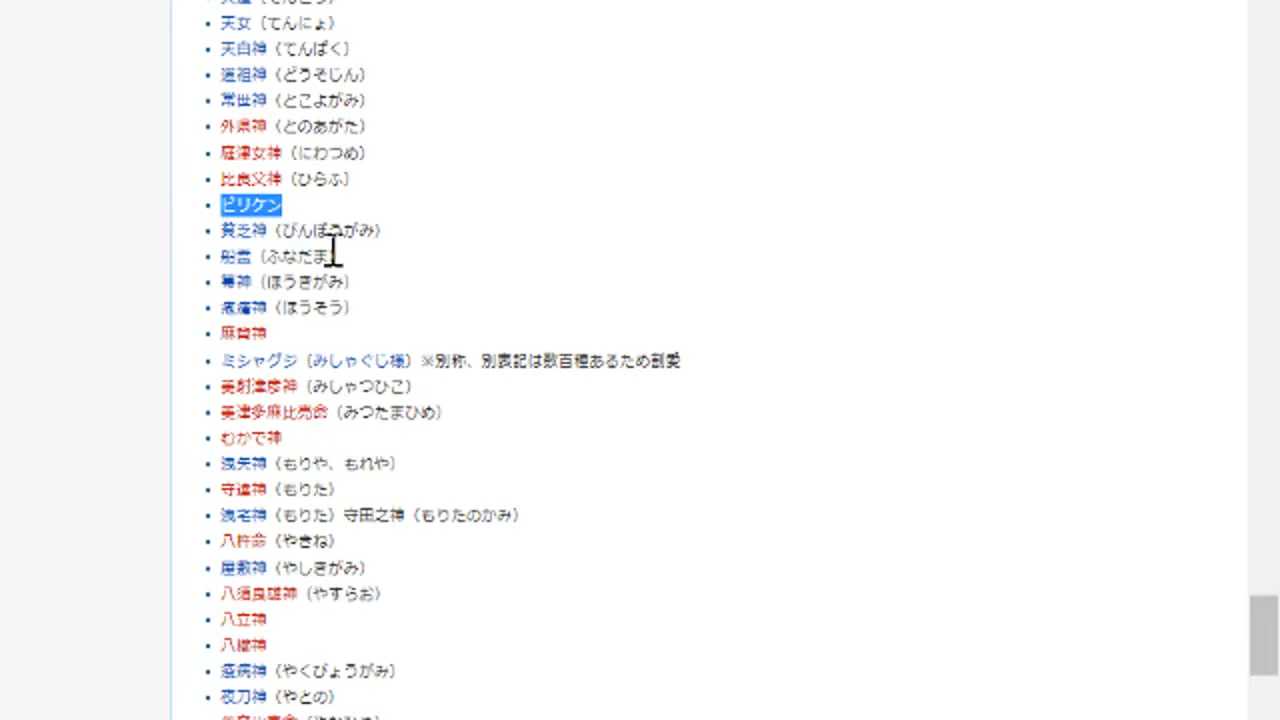 天女（てんにょ）
天白神（てんぱく）
道祖神（どうそじん）
常世神（とこよがみ）
外県神（とのあがた）
庭津女神（にわつめ）
比良父神（ひらふ）
ビリケン
貧乏神（びんぼうがみ）
船霊（ふなだま）
箒神（ほうきがみ）
疱瘡神（ほうそう）
麻背神
ミシャグジ（みしゃぐじ様）※別称、別表記は数百種あるため割愛
美射津彦神（みしゃつひこ）
美津多麻比売命（みつたまひめ）
むかで神
洩矢神（もりや、もれや）
守達神（もりた）
洩宅神（もりた）守田之神（もりたのかみ）
八杵命（やきね）
屋敷神（やしきがみ）
八須良雄神（やすらお）
八立神
疫病神（やくびょうがみ）
夜刀神（やとの）